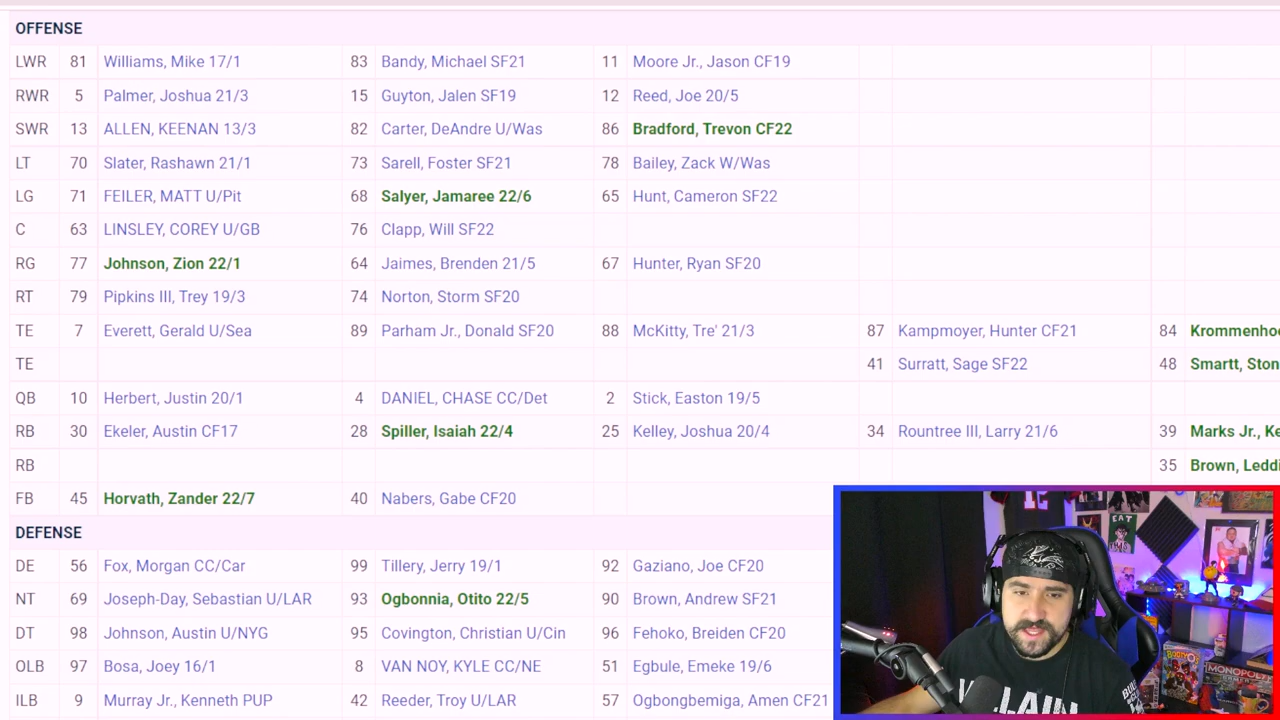 OFFENSE
LWR 81 Williams, Mike 17/1 83 Bandy, Michael SF21 11 Moore Jr., Jason CF19
RWR 5 Palmer, Joshua 21/3 15 Guyton, Jalen SF19 12 Reed, Joe 20/5
SWR 13 ALLEN, KEENAN 13/3 82 Carter, DeAndre U/Was 86 Bradford, Trevon CF22
LT 70 Slater, Rashawn 21/1 73 Sarell, Foster SF21 78 Bailey, Zack W/Was
LG 71 FEILER, MATT U/Pit 68 Salyer, Jamaree 22/6 65 Hunt, Cameron SF22
C 63 LINSLEY, COREY U/GB 76 Clapp, Will SF22
RG 77 Johnson, Zion 22/1 64 Jaimes, Brenden 21/5 67 Hunter, Ryan SF20
RT 79 Pipkins III, Trey 19/3 74 Norton, Storm SF20
TE 7 Everett, Gerald U/Sea 89 Parham Jr., Donald SF20 88 McKitty, Tre' 21/3 87 Kampmoyer, Hunter CF21 84 Krommenho
TE 41 Surratt, Sage SF22 48 Smartt, Ston
QB 10 Herbert, Justin 20/1 4 DANIEL, CHASE CC/Det 2 Stick, Easton 19/5
RB 30 Ekeler, Austin CF17 28 Spiller, Isaiah 22/4 25 Kelley, Joshua 20/4 34 Rountree III, Larry 21/6 39 Marks Jr., Ke
RB 35 Brown, Leddi
FB 45 Horvath, Zander 22/7 40 Nabers, Gabe CF20
DEFENSE
DE 56 Fox, Morgan CC/Car 99 Tillery, Jerry 19/1 92 Gaziano, Joe CF20
NT 69 Joseph-Day, Sebastian U/LAR 93 Ogbonnia, Otito 22/5 90 Brown, Andrew SF21
DT 98 Johnson, Austin U/NYG 95 Covington, Christian U/Cin 96 Fehoko, Breiden CF20
OLB 97 Bosa, Joey 16/1 8 VAN NOY, KYLE CC/NE 51 Egbule, Emeke 19/6
ILB 9 Murray Jr., Kenneth PUP 42 Reeder, Troy U/LAR 57 Ogbongbemiga, Amen CF21
12
EAT
MONOPOLY